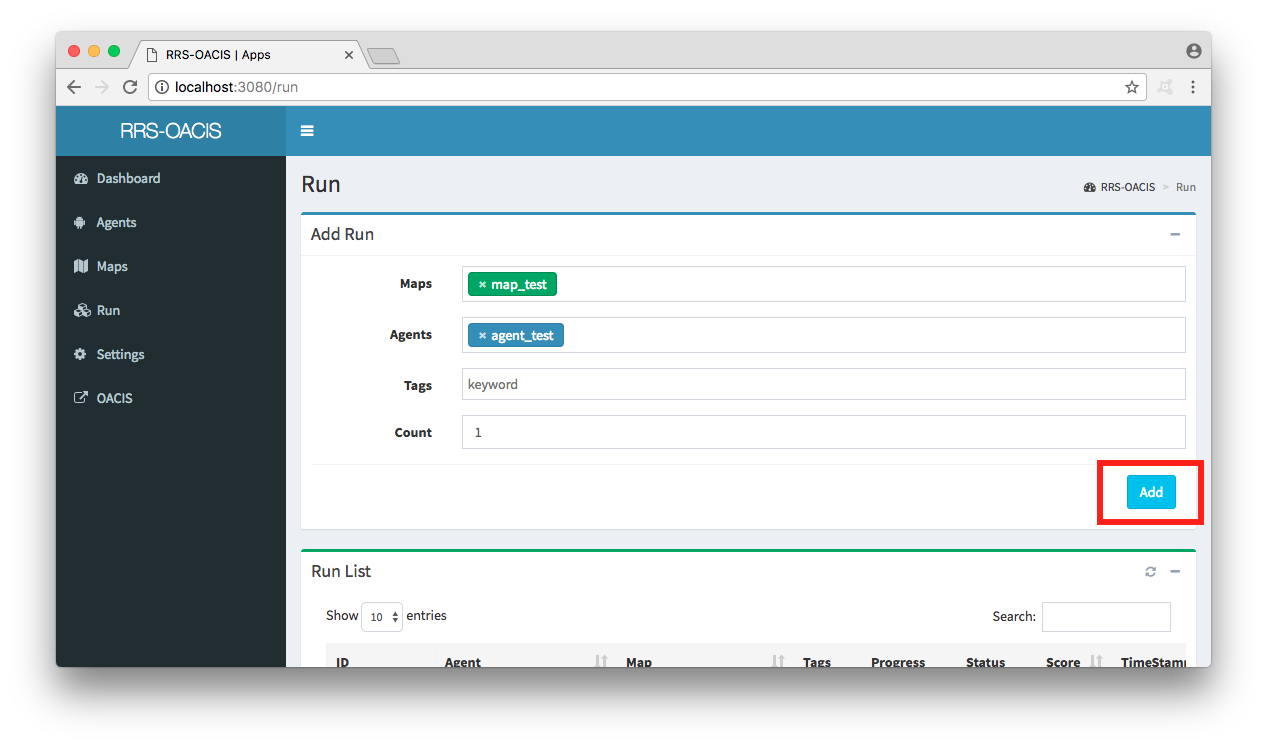 RRS-OACIS | Apps
localhost:3080/run
RRS-OACIS
Dashboard
Agents
Maps
Run
Settings
OACIS
Run
RRS-OACIS > Run
Add Run
Maps × map_test
Agents × agent_test
Tags keyword
Count 1
Add
Run List
Show 10 entries Search:
ID Agent Map Tags Progress Status Score TimeStamp